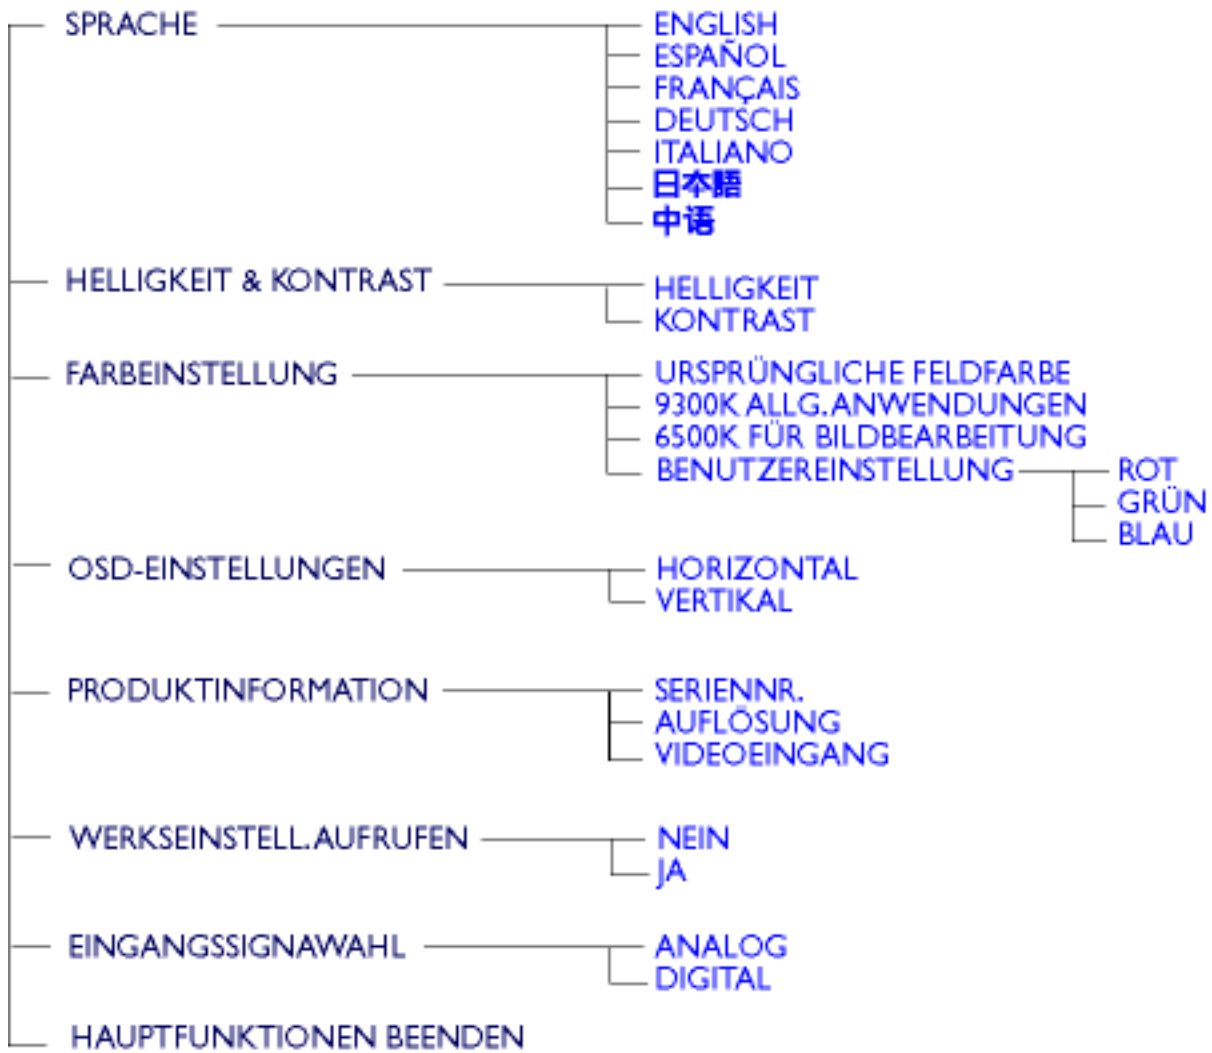 SPRACHE
ENGLISH
ESPAÑOL
FRANÇAIS
DEUTSCH
ITALIANO
日本語
中语
HELLIGKEIT & KONTRAST
HELLIGKEIT
KONTRAST
FARBEINSTELLUNG
URSPRÜNGLICHE FELDFARBE
9300K ALLG.ANWENDUNGEN
6500K FÜR BILDBEARBEITUNG
BENUTZEREINSTELLUNG
ROT
GRÜN
BLAU
OSD-EINSTELLUNGEN
HORIZONTAL
VERTIKAL
PRODUKTINFORMATION
SERIENNR.
AUFLÖSUNG
VIDEOEINGANG
WERKSEINSTELL.AUFRUFEN
NEIN
JA
EINGANGSSIGNAWAHL
ANALOG
DIGITAL
HAUPTFUNKTIONEN BEENDEN